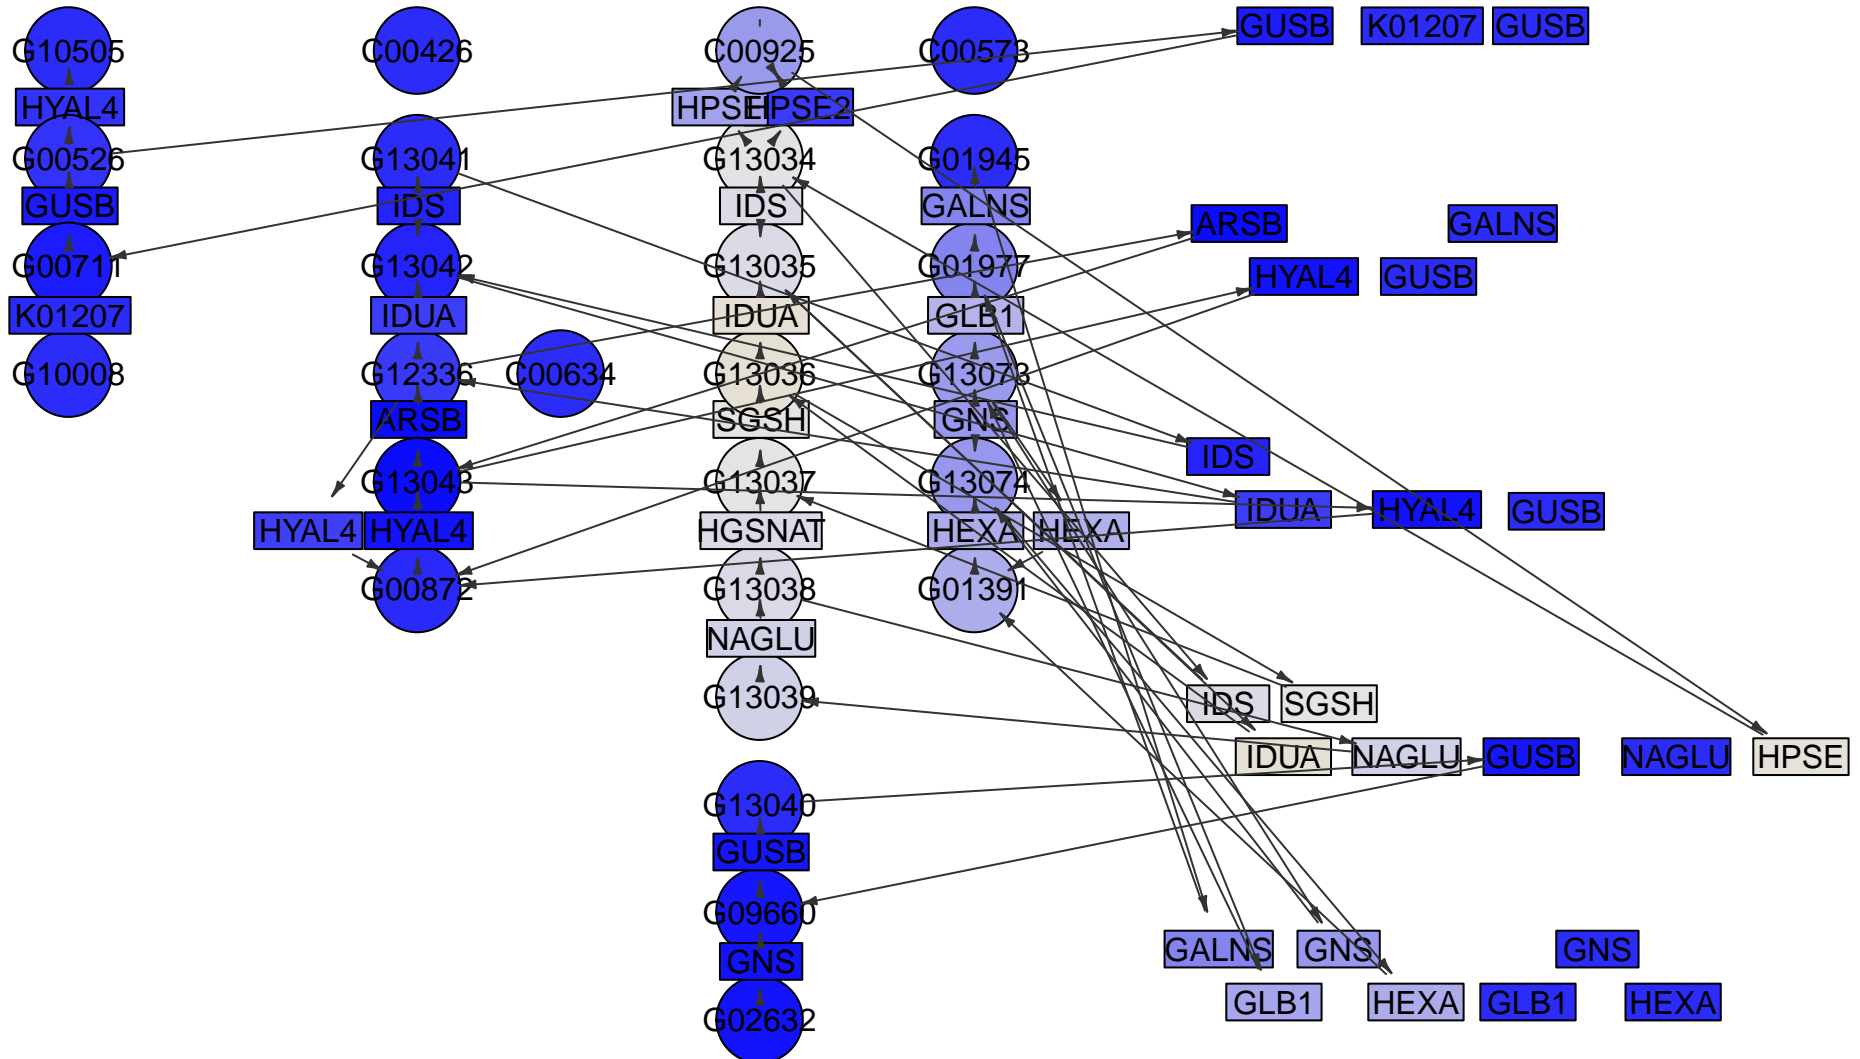 G10505 C00426 C00925 C00573 GUSB K01207 GUSB
HYAL4 HPSE HPSE2
G00526 G13041 G13034 G01945
GUSB IDS IDS GALNS ARSB GALNS
G00711 G13042 G13035 G01977 HYAL4 GUSB
K01207 IDUA IDUA GLB1
G10008 G12336 C00634 G13036 G13073
ARSB SGSH GNS IDS
G13043 G13037 G13074 IDUA HYAL4 GUSB
HYAL4 HYAL4 HGSNAT HEXA HEXA
G00872 G13038 G01391
NAGLU
G13039 IDS SGSH
IDUA NAGLU GUSB NAGLU HPSE
G13040
GUSB
G09660
GNS GALNS GNS GNS
G02632 GLB1 HEXA GLB1 HEXA